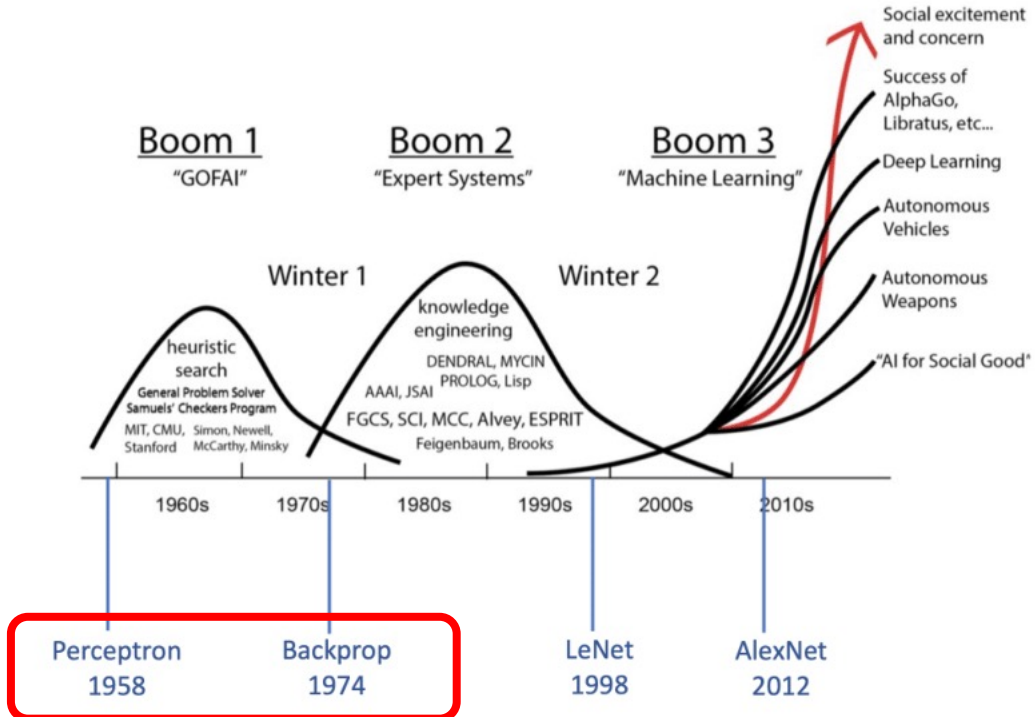 Social excitement
and concern
Success of
AlphaGo,
Libratus, etc...
Boom 1
"GOFAI"
Boom 2
"Expert Systems"
Boom 3
"Machine Learning"
Deep Learning
Autonomous
Vehicles
Winter 1
Winter 2
Autonomous
Weapons
"AI for Social Good"
heuristic
search
General Problem Solver
Samuels' Checkers Program
MIT, CMU,
Stanford
Simon, Newell,
McCarthy, Minsky
knowledge
engineering
DENDRAL, MYCIN
PROLOG, Lisp
AAAI, JSAI
FGCS, SCI, MCC, Alvey, ESPRIT
Feigenbaum, Brooks
1960s
1970s
1980s
1990s
2000s
2010s
Perceptron
1958
Backprop
1974
LeNet
1998
AlexNet
2012